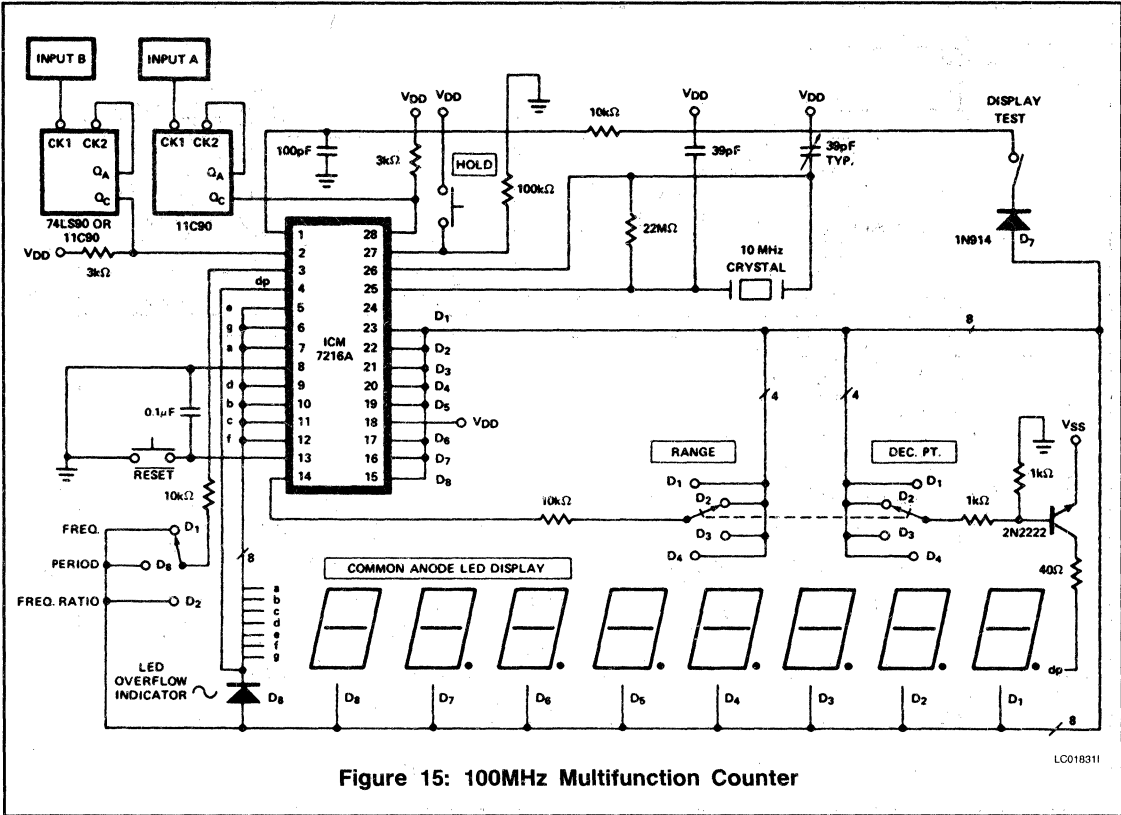 INPUT B
INPUT A
CK1 CK2
QA
QC
74LS90 OR
11C90
CK1 CK2
QA
QC
11C90
VDD
3kΩ
100pF
VDD
3kΩ
VDD
HOLD
100kΩ
10kΩ
VDD
39pF
VDD
39pF
TYP.
DISPLAY
TEST
22MΩ
10 MHz
CRYSTAL
1N914
D7
ICM
7216A
1
2
3
4
5
6
7
8
9
10
11
12
13
14
28
27
26
25
24
23
22
21
20
19
18
17
16
15
dp
e
g
a
d
b
c
f
D1
D2
D3
D4
D5
VDD
D6
D7
D8
8
4
4
0.1μF
RESET
10kΩ
FREQ.
D1
PERIOD
D8
FREQ. RATIO
D2
8
a
b
c
d
e
f
g
LED
OVERFLOW
INDICATOR
D8
10kΩ
RANGE
D1
D2
D3
D4
DEC. PT.
D1
D2
D3
D4
1kΩ
1kΩ
VSS
2N2222
40Ω
COMMON ANODE LED DISPLAY
dp
D8 D7 D6 D5 D4 D3 D2 D1
8
LC01831I
Figure 15: 100MHz Multifunction Counter